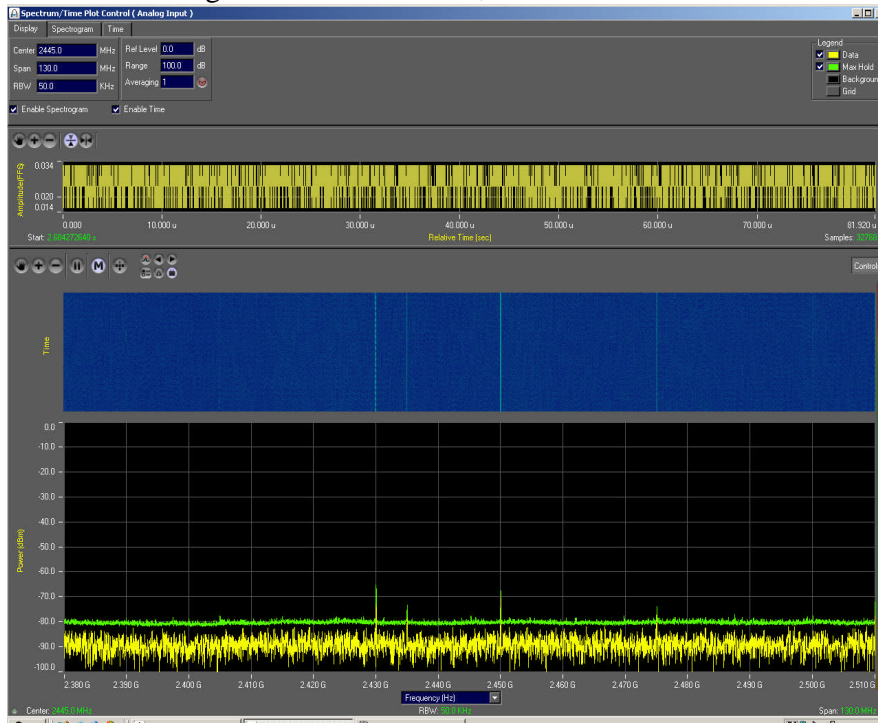 Spectrum/Time Plot Control ( Analog Input )
Display Spectrogram Time
Center 2445.0 MHz Ref Level 0.0 dB
Span 130.0 MHz Range 100.0 dB
RBW 50.0 KHz Averaging 1
Legend
Data
Max Hold
Backgroun
Grid
Enable Spectrogram Enable Time
Amplitude(FFS)
0.034
0.020
0.014
0.000 10.000 u 20.000 u 30.000 u 40.000 u 50.000 u 60.000 u 70.000 u 81.920 u
Start: 2.684272640 s Relative Time (sec) Samples: 32768
M
Control
Time
Power (dBm)
0.0
-10.0
-20.0
-30.0
-40.0
-50.0
-60.0
-70.0
-80.0
-90.0
-100.0
2.380 G 2.390 G 2.400 G 2.410 G 2.420 G 2.430 G 2.440 G 2.450 G 2.460 G 2.470 G 2.480 G 2.490 G 2.500 G 2.510 G
Frequency (Hz)
Center: 2445.0 MHz RBW: 50.0 KHz Span: 130.0 MHz